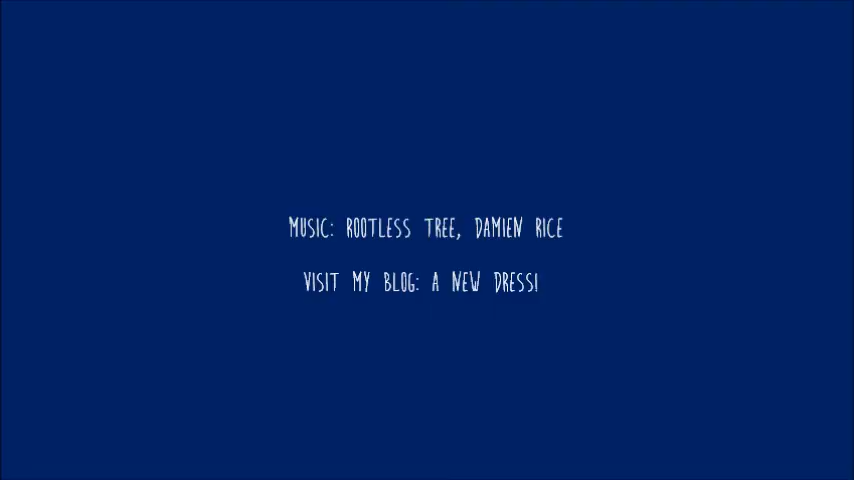 MUSIC: ROOTLESS TREE, DAMIEN RICE
VISIT MY BLOG: A NEW DRESS!